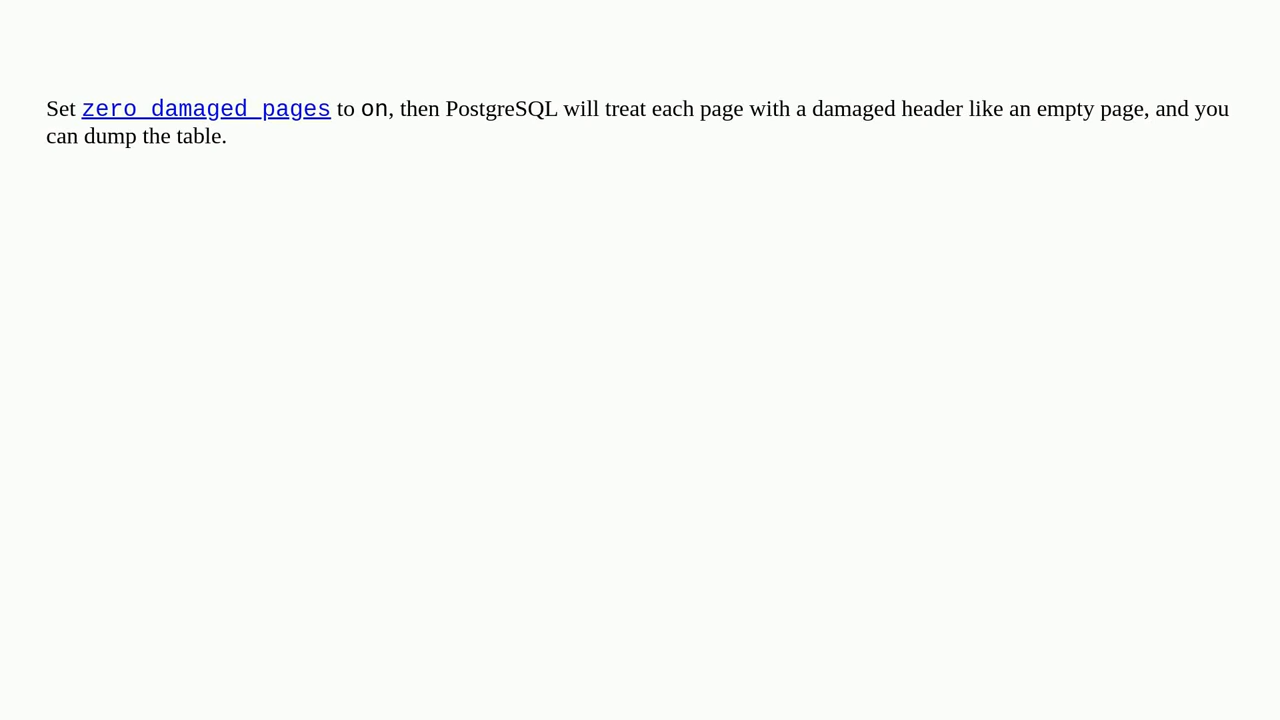 Set zero_damaged_pages to on, then PostgreSQL will treat each page with a damaged header like an empty page, and you
can dump the table.